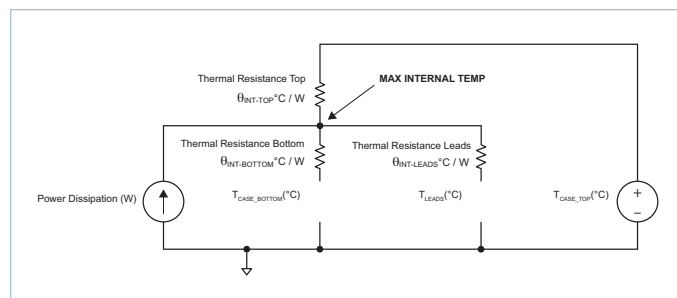 Thermal Resistance Top
MAX INTERNAL TEMP
θINT-TOP°C / W
Thermal Resistance Bottom
Thermal Resistance Leads
θINT-BOTTOM°C / W
θINT-LEADS°C / W
Power Dissipation (W)
TCASE_BOTTOM(°C)
TLEADS(°C)
TCASE_TOP(°C)
+
–